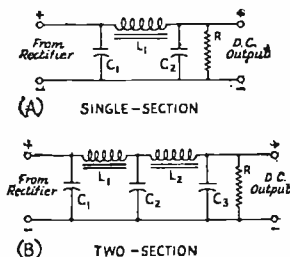 + +
From Rectifier
C₁
L₁
C₂
R
D.C. Output
- -
(A) SINGLE-SECTION
+ +
From Rectifier
C₁
L₁
C₂
L₂
C₃
R
D.C. Output
- -
(B) TWO-SECTION